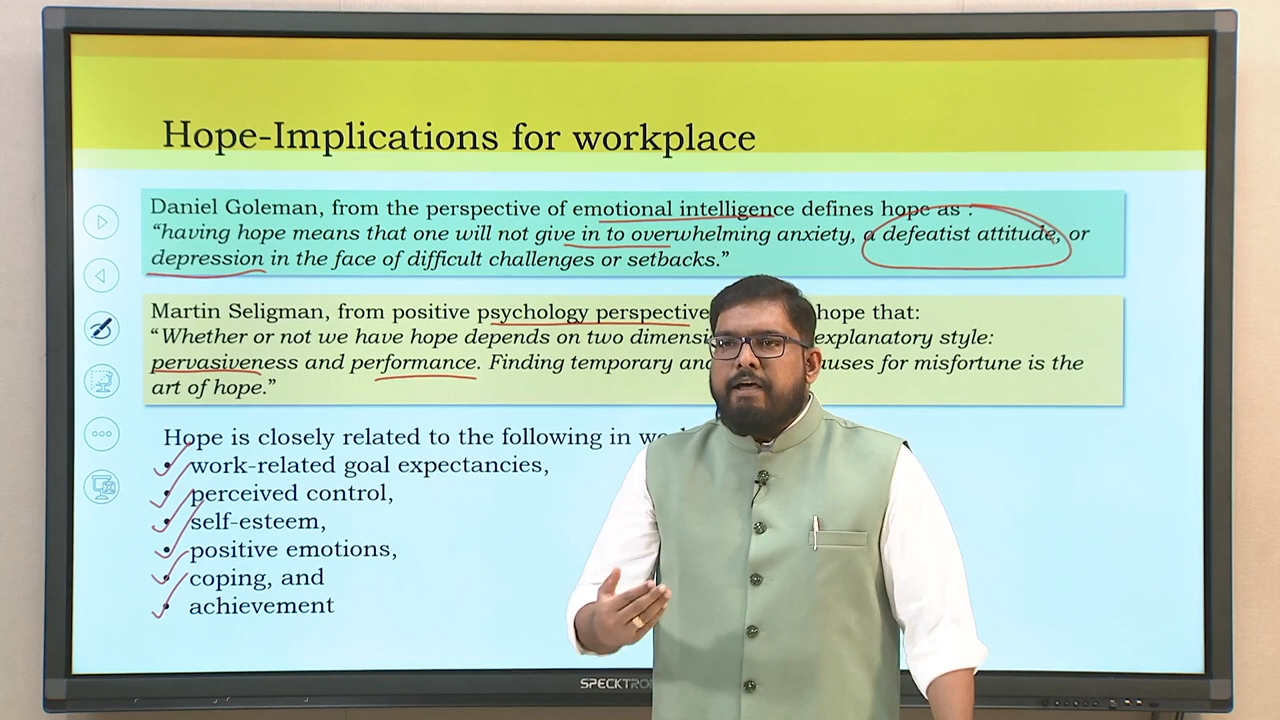 Hope-Implications for workplace
Daniel Goleman, from the perspective of emotional intelligence defines hope as :
“having hope means that one will not give in to overwhelming anxiety, a defeatist attitude, or
depression in the face of difficult challenges or setbacks.”
Martin Seligman, from positive psychology perspective hope that:
“Whether or not we have hope depends on two explanatory style:
pervasiveness and performance. Finding temporary for misfortune is the
art of hope.”
Hope is closely related to the following in
• work-related goal expectancies,
• perceived control,
• self-esteem,
• positive emotions,
• coping, and
• achievement